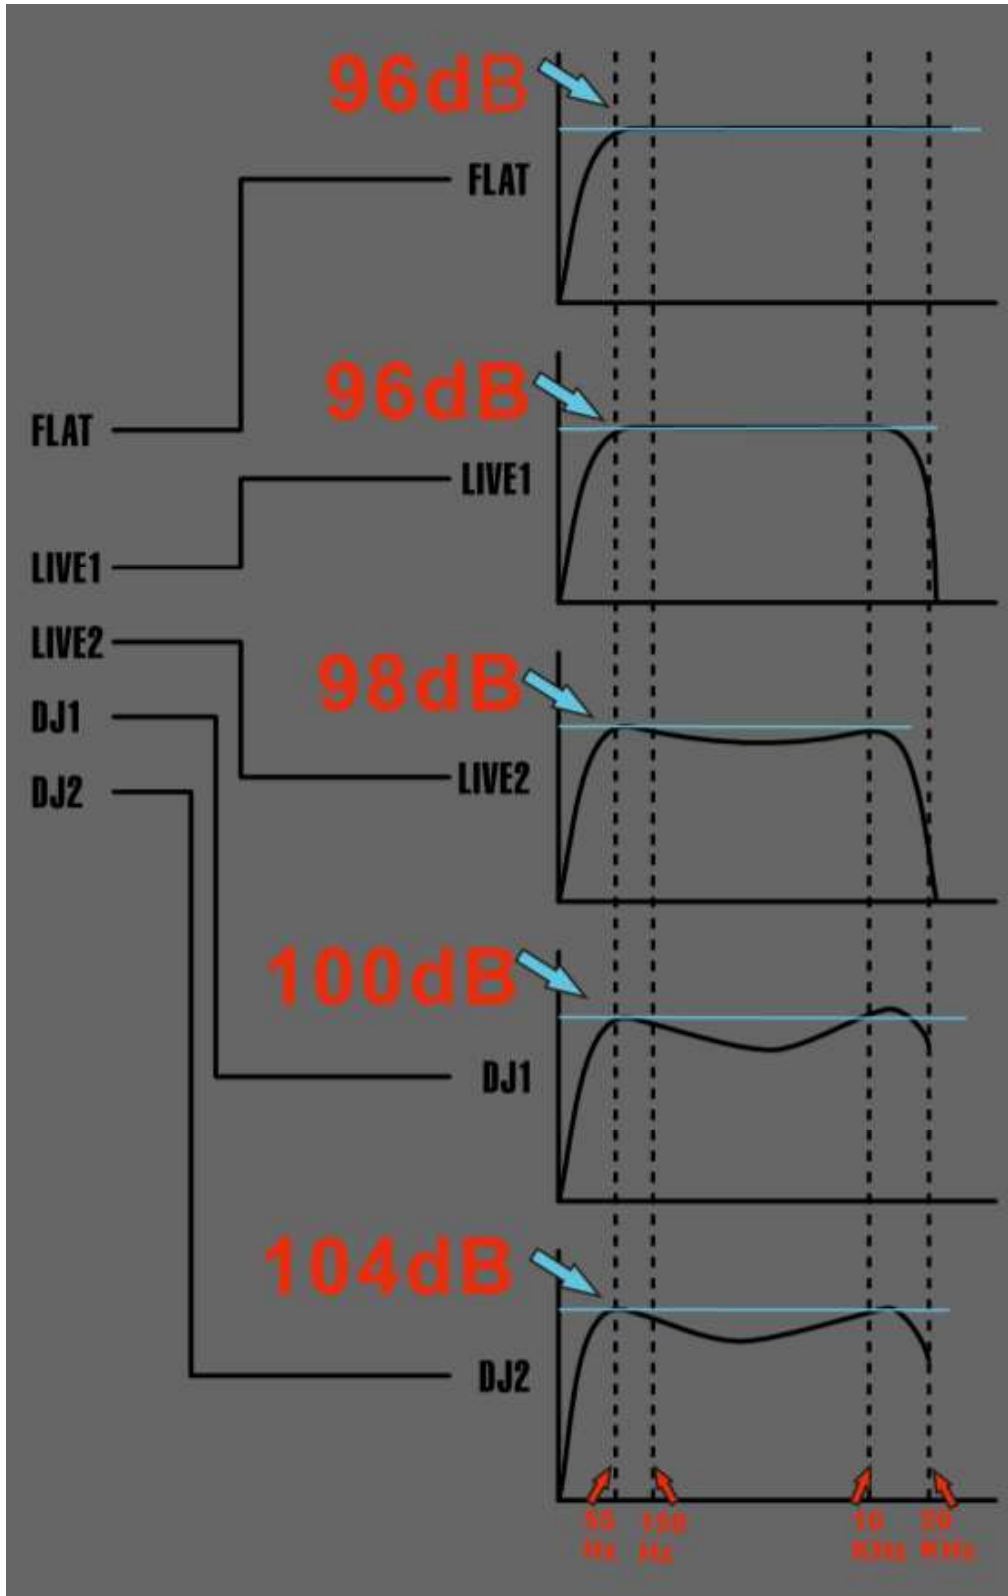 96dB
FLAT
96dB
FLAT
LIVE1
LIVE1
LIVE2
98dB
DJ1
LIVE2
DJ2
100dB
DJ1
104dB
DJ2
55 150 10 20
Hz Hz KHz KHz